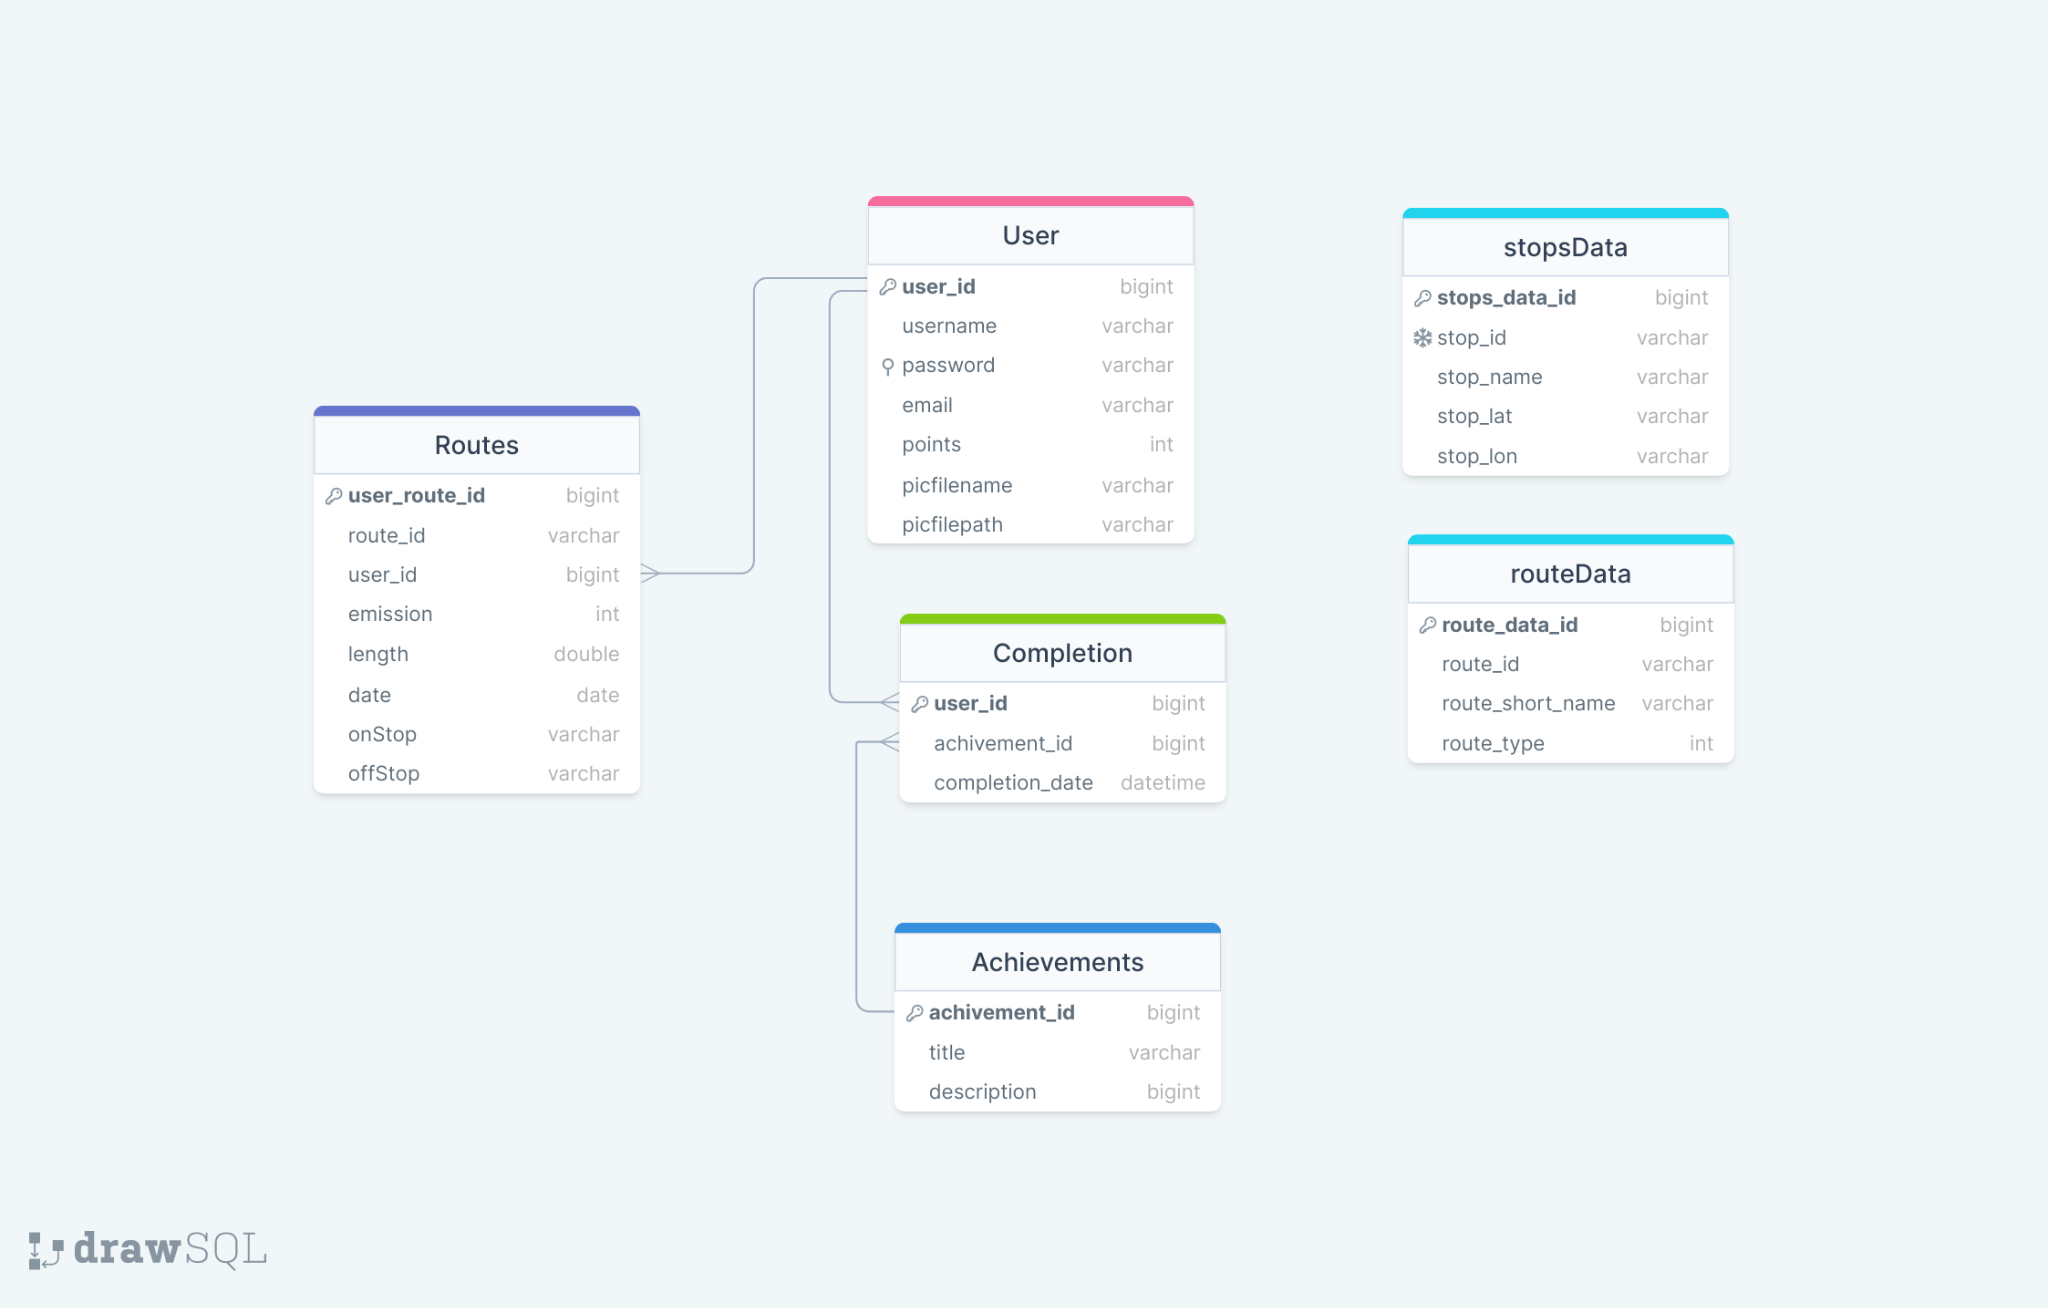 User
user_id bigint
username varchar
password varchar
email varchar
points int
picfilename varchar
picfilepath varchar
stopsData
stops_data_id bigint
stop_id varchar
stop_name varchar
stop_lat varchar
stop_lon varchar
Routes
user_route_id bigint
route_id varchar
user_id bigint
emission int
length double
date date
onStop varchar
offStop varchar
routeData
route_data_id bigint
route_id varchar
route_short_name varchar
route_type int
Completion
user_id bigint
achivement_id bigint
completion_date datetime
Achievements
achivement_id bigint
title varchar
description bigint
drawSQL